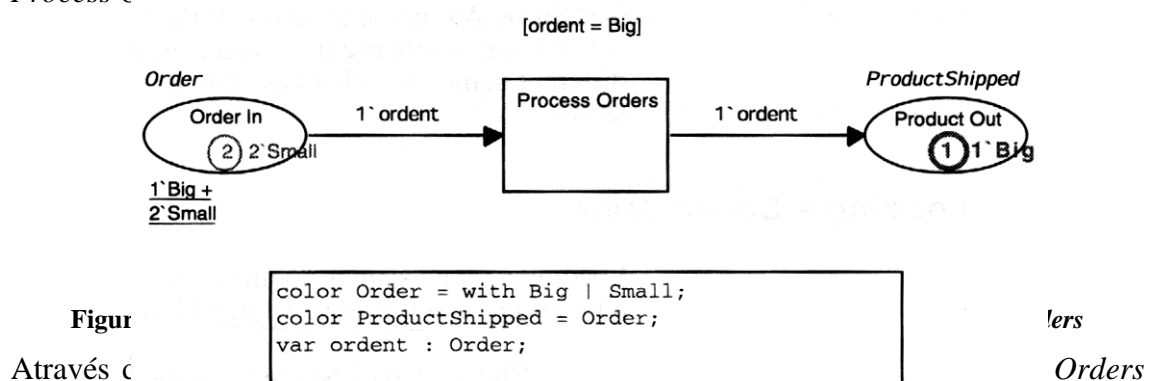 [ordent = Big]
Order
ProductShipped
Order In
1`ordent
Process Orders
1`ordent
Product Out
2 2`Small
1 1`Big
1`Big +
2`Small
color Order = with Big | Small;
color ProductShipped = Order;
var ordent : Order;
Através
Orders